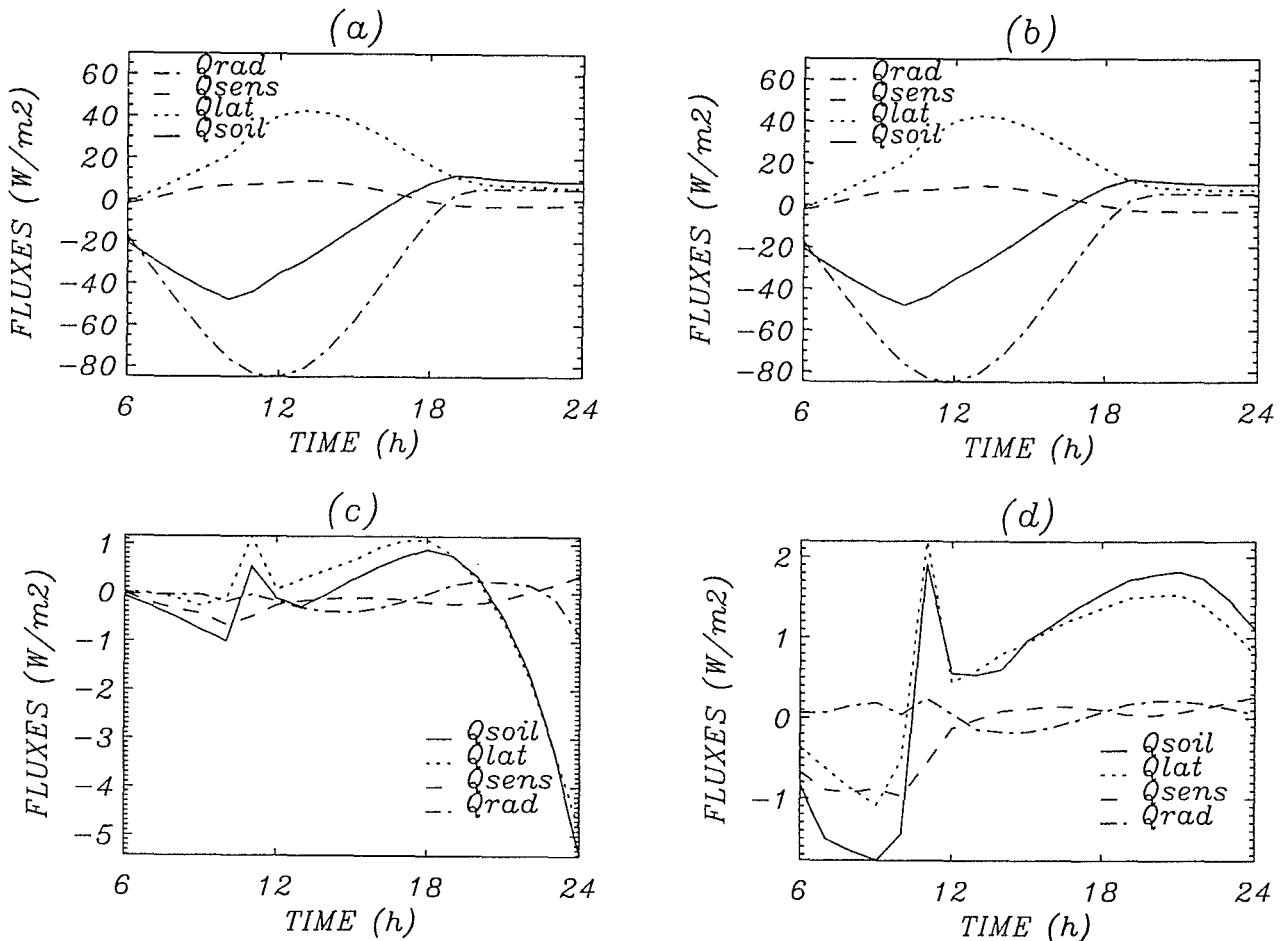 (a)
FLUXES (W/m2)
60
40
20
0
-20
-40
-60
-80
Qrad
Qsens
Qlat
Qsoil
6
12
18
24
TIME (h)
(b)
FLUXES (W/m2)
60
40
20
0
-20
-40
-60
-80
Qrad
Qsens
Qlat
Qsoil
6
12
18
24
TIME (h)
(c)
FLUXES (W/m2)
1
0
-1
-2
-3
-4
-5
Qsoil
Qlat
Qsens
Qrad
6
12
18
24
TIME (h)
(d)
FLUXES (W/m2)
2
1
0
-1
Qsoil
Qlat
Qsens
Qrad
6
12
18
24
TIME (h)